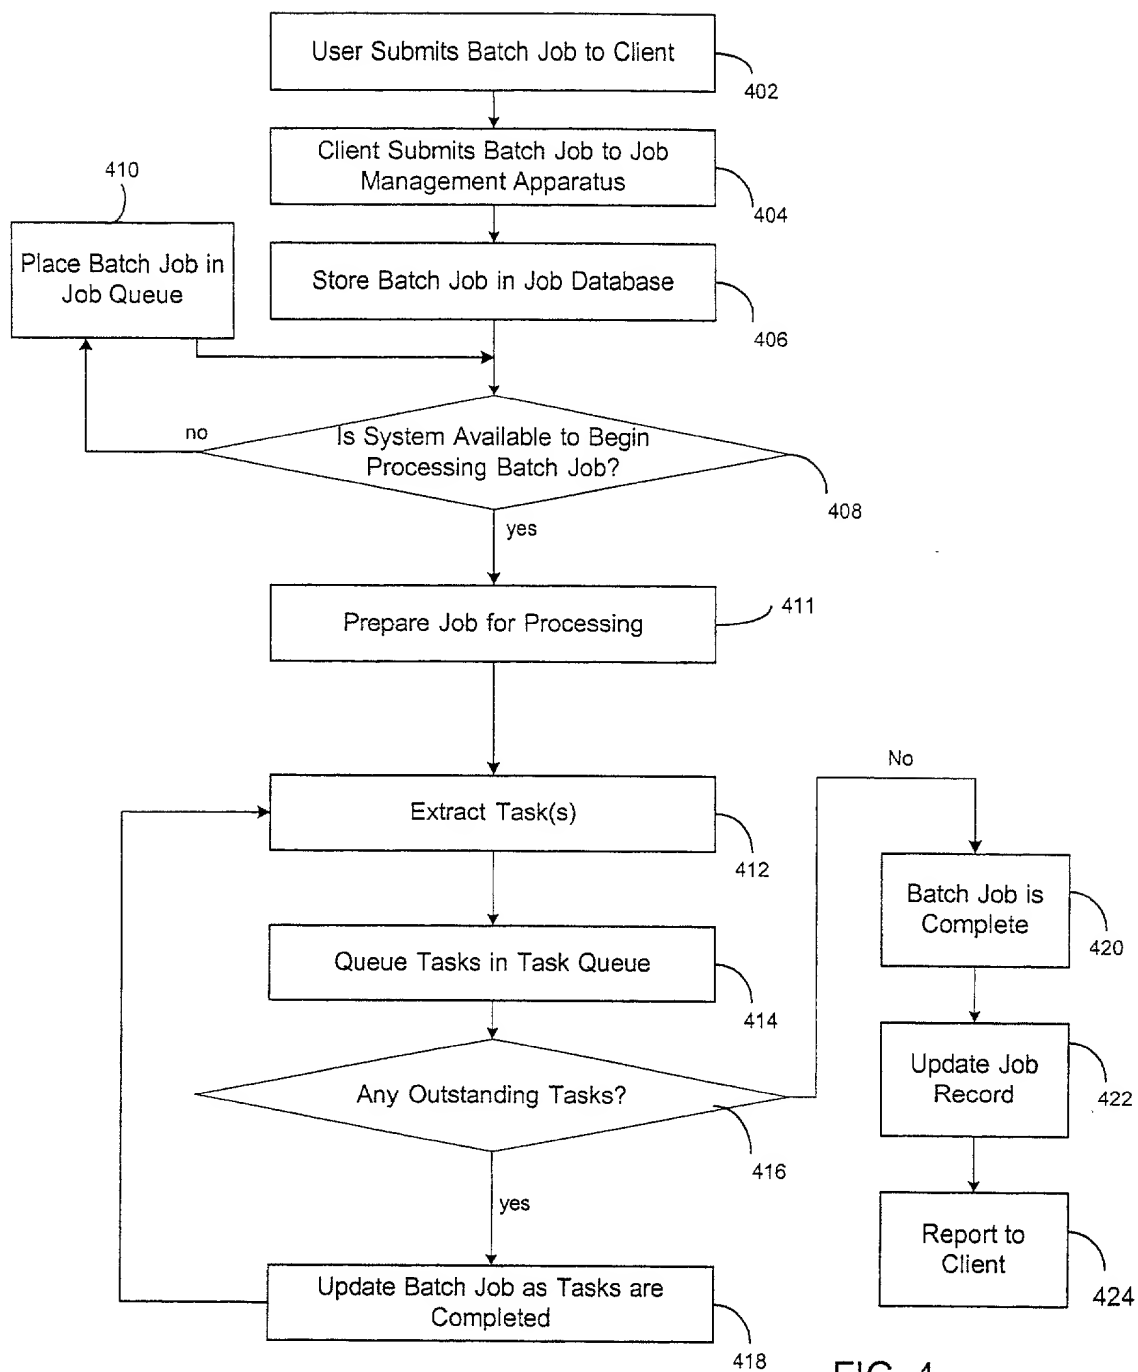 User Submits Batch Job to Client
402
Client Submits Batch Job to Job
Management Apparatus
404
410
Place Batch Job in
Job Queue
Store Batch Job in Job Database
406
no
Is System Available to Begin
Processing Batch Job?
408
yes
Prepare Job for Processing
411
No
Extract Task(s)
412
Batch Job is
Complete
420
Queue Tasks in Task Queue
414
Update Job
Record
422
Any Outstanding Tasks?
416
yes
Report to
Client
424
Update Batch Job as Tasks are
Completed
418
FIG. 4